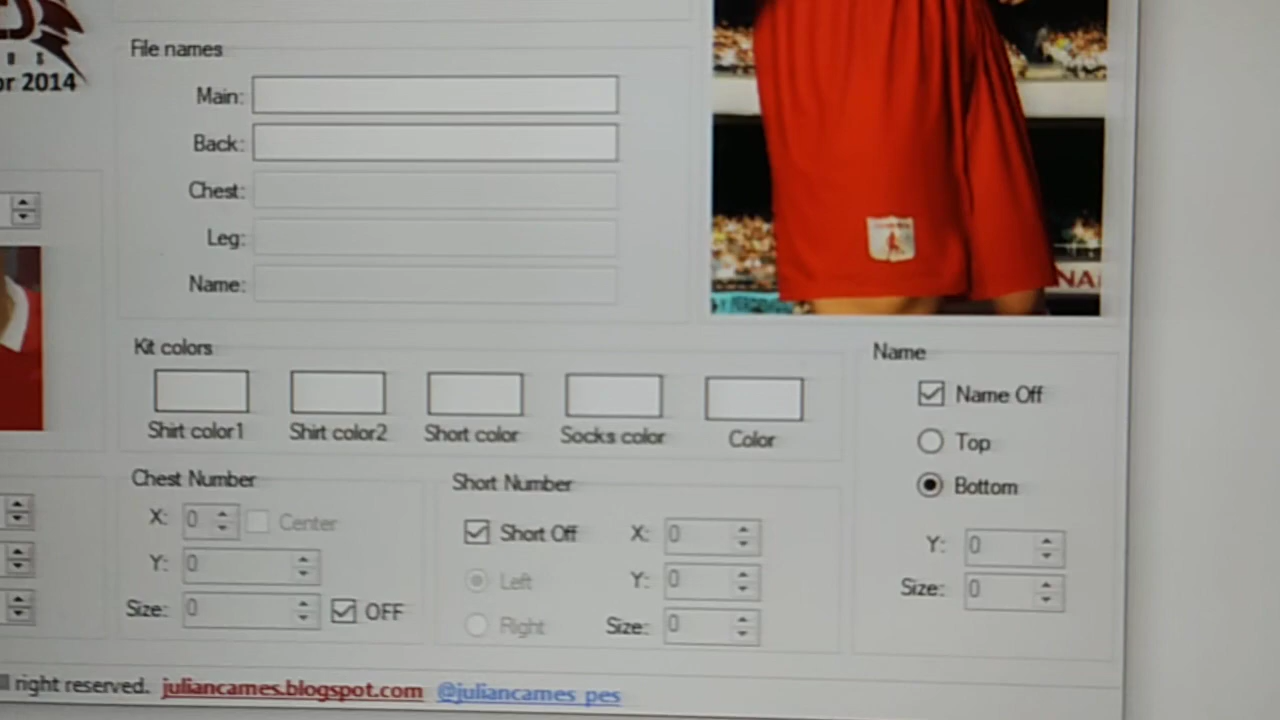 or 2014
File names
Main:
Back:
Chest:
Leg:
Name:
Kit colors
Shirt color1
Shirt color2
Short color
Socks color
Color
Name
Name Off
Top
Bottom
Y: 0
Size: 0
Chest Number
X: 0
Center
Y: 0
Size: 0
OFF
Short Number
Short Off
X: 0
Left
Y: 0
Right
Size: 0
right reserved. juliancames.blogspot.com @juliancames_pes